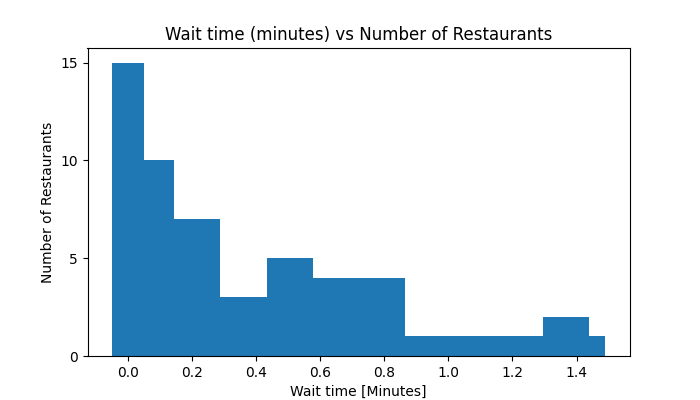 Wait time (minutes) vs Number of Restaurants
Number of Restaurants
15
10
5
0
0.0 0.2 0.4 0.6 0.8 1.0 1.2 1.4
Wait time [Minutes]